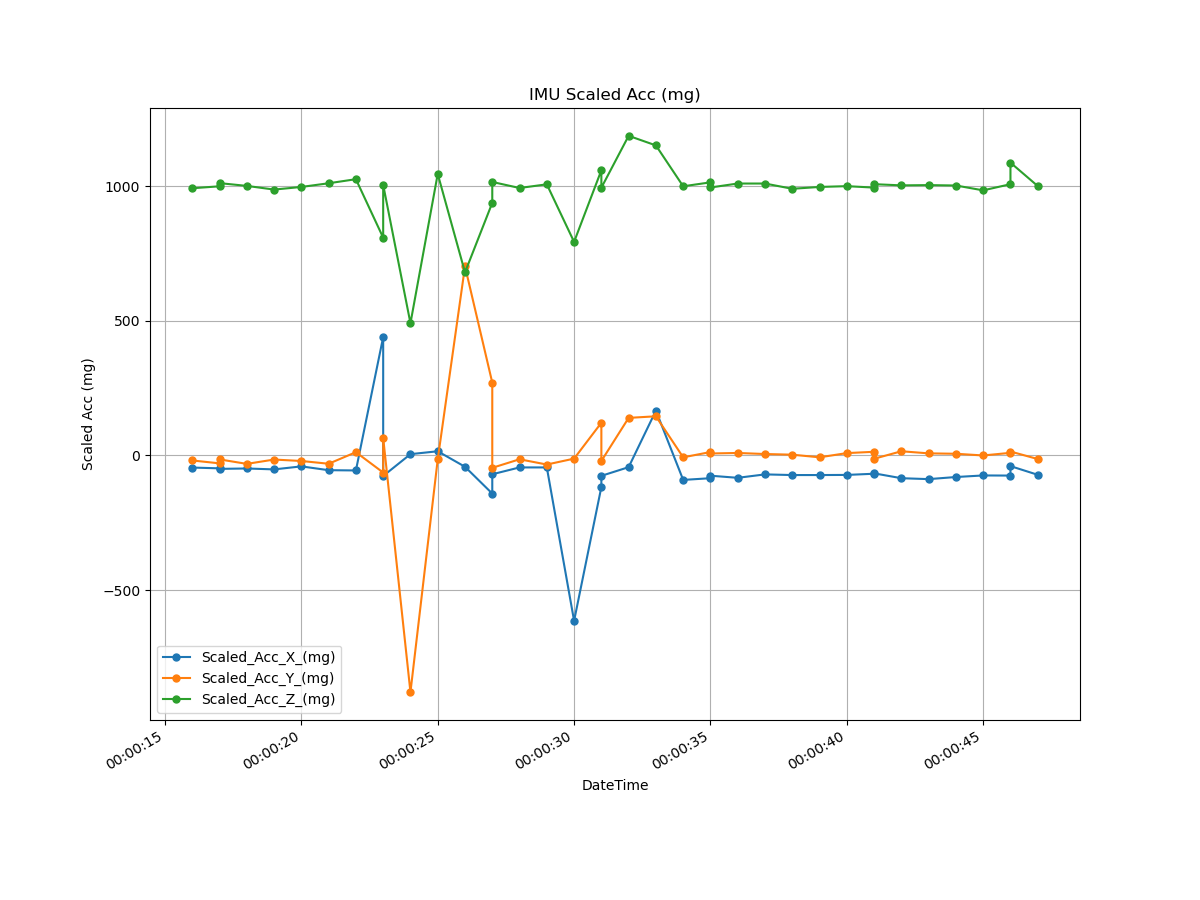 IMU Scaled Acc (mg)
Scaled Acc (mg)
1000
500
0
−500
Scaled_Acc_X_(mg)
Scaled_Acc_Y_(mg)
Scaled_Acc_Z_(mg)
00:00:15
00:00:20
00:00:25
00:00:30
00:00:35
00:00:40
00:00:45
DateTime